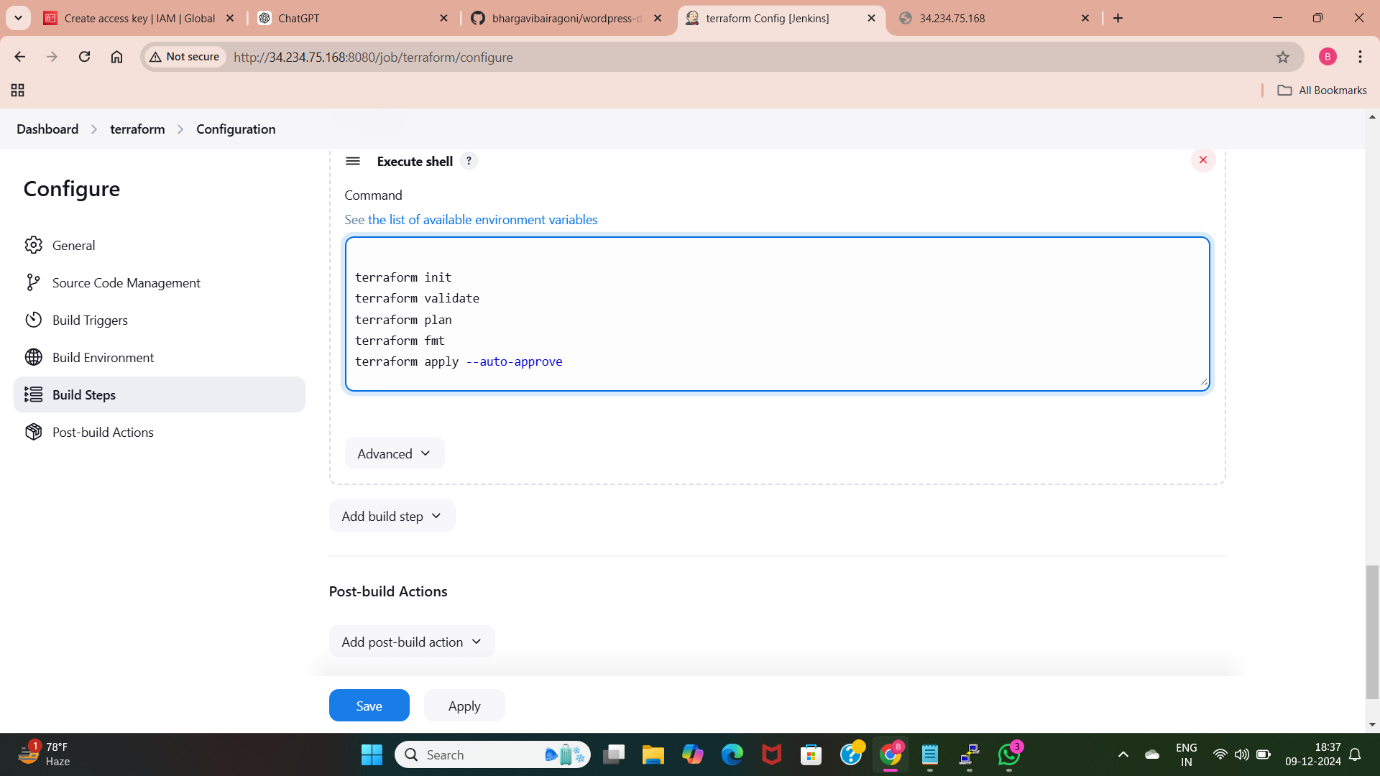 Create access key | IAM | Global
ChatGPT
bhargavibairagoni/wordpress-d
terraform Config [Jenkins]
34.234.75.168
Not secure
http://34.234.75.168:8080/job/terraform/configure
B
All Bookmarks
Dashboard
terraform
Configuration
Configure
General
Source Code Management
Build Triggers
Build Environment
Build Steps
Post-build Actions
Execute shell ?
Command
See the list of available environment variables
terraform init
terraform validate
terraform plan
terraform fmt
terraform apply --auto-approve
Advanced
Add build step
Post-build Actions
Add post-build action
Save
Apply
1
78°F
Haze
Search
B
3
ENG
IN
18:37
09-12-2024